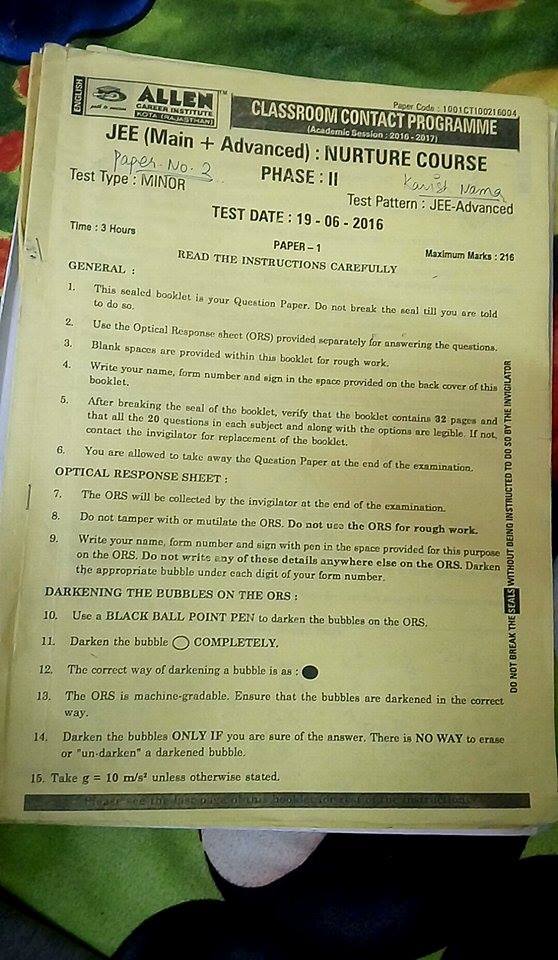 ENGLISH
ALLEN™
CAREER INSTITUTE
KOTA (RAJASTHAN)
path to success
Paper Code : 1001CT100216004
CLASSROOM CONTACT PROGRAMME
(Academic Session : 2016 - 2017)
JEE (Main + Advanced) : NURTURE COURSE
Paper No. 2
PHASE : II
Kavist Nama
Test Type : MINOR
Test Pattern : JEE-Advanced
TEST DATE : 19 - 06 - 2016
Time : 3 Hours
PAPER – 1
Maximum Marks : 216
READ THE INSTRUCTIONS CAREFULLY
GENERAL :
1. This sealed booklet is your Question Paper. Do not break the seal till you are told
to do so.
2. Use the Optical Response sheet (ORS) provided separately for answering the questions.
3. Blank spaces are provided within this booklet for rough work.
4. Write your name, form number and sign in the space provided on the back cover of this
booklet.
5. After breaking the seal of the booklet, verify that the booklet contains 32 pages and
that all the 20 questions in each subject and along with the options are legible. If not,
contact the invigilator for replacement of the booklet.
6. You are allowed to take away the Question Paper at the end of the examination.
OPTICAL RESPONSE SHEET :
7. The ORS will be collected by the invigilator at the end of the examination.
8. Do not tamper with or mutilate the ORS. Do not use the ORS for rough work.
9. Write your name, form number and sign with pen in the space provided for this purpose
on the ORS. Do not write any of these details anywhere else on the ORS. Darken
the appropriate bubble under each digit of your form number.
DARKENING THE BUBBLES ON THE ORS :
10. Use a BLACK BALL POINT PEN to darken the bubbles on the ORS.
11. Darken the bubble COMPLETELY.
12. The correct way of darkening a bubble is as :
13. The ORS is machine-gradable. Ensure that the bubbles are darkened in the correct
way.
14. Darken the bubbles ONLY IF you are sure of the answer. There is NO WAY to erase
or "un-darken" a darkened bubble.
15. Take g = 10 m/s² unless otherwise stated.
Please see the last page of this booklet for rest of the instructions
DO NOT BREAK THE SEALS WITHOUT BEING INSTRUCTED TO DO SO BY THE INVIGILATOR